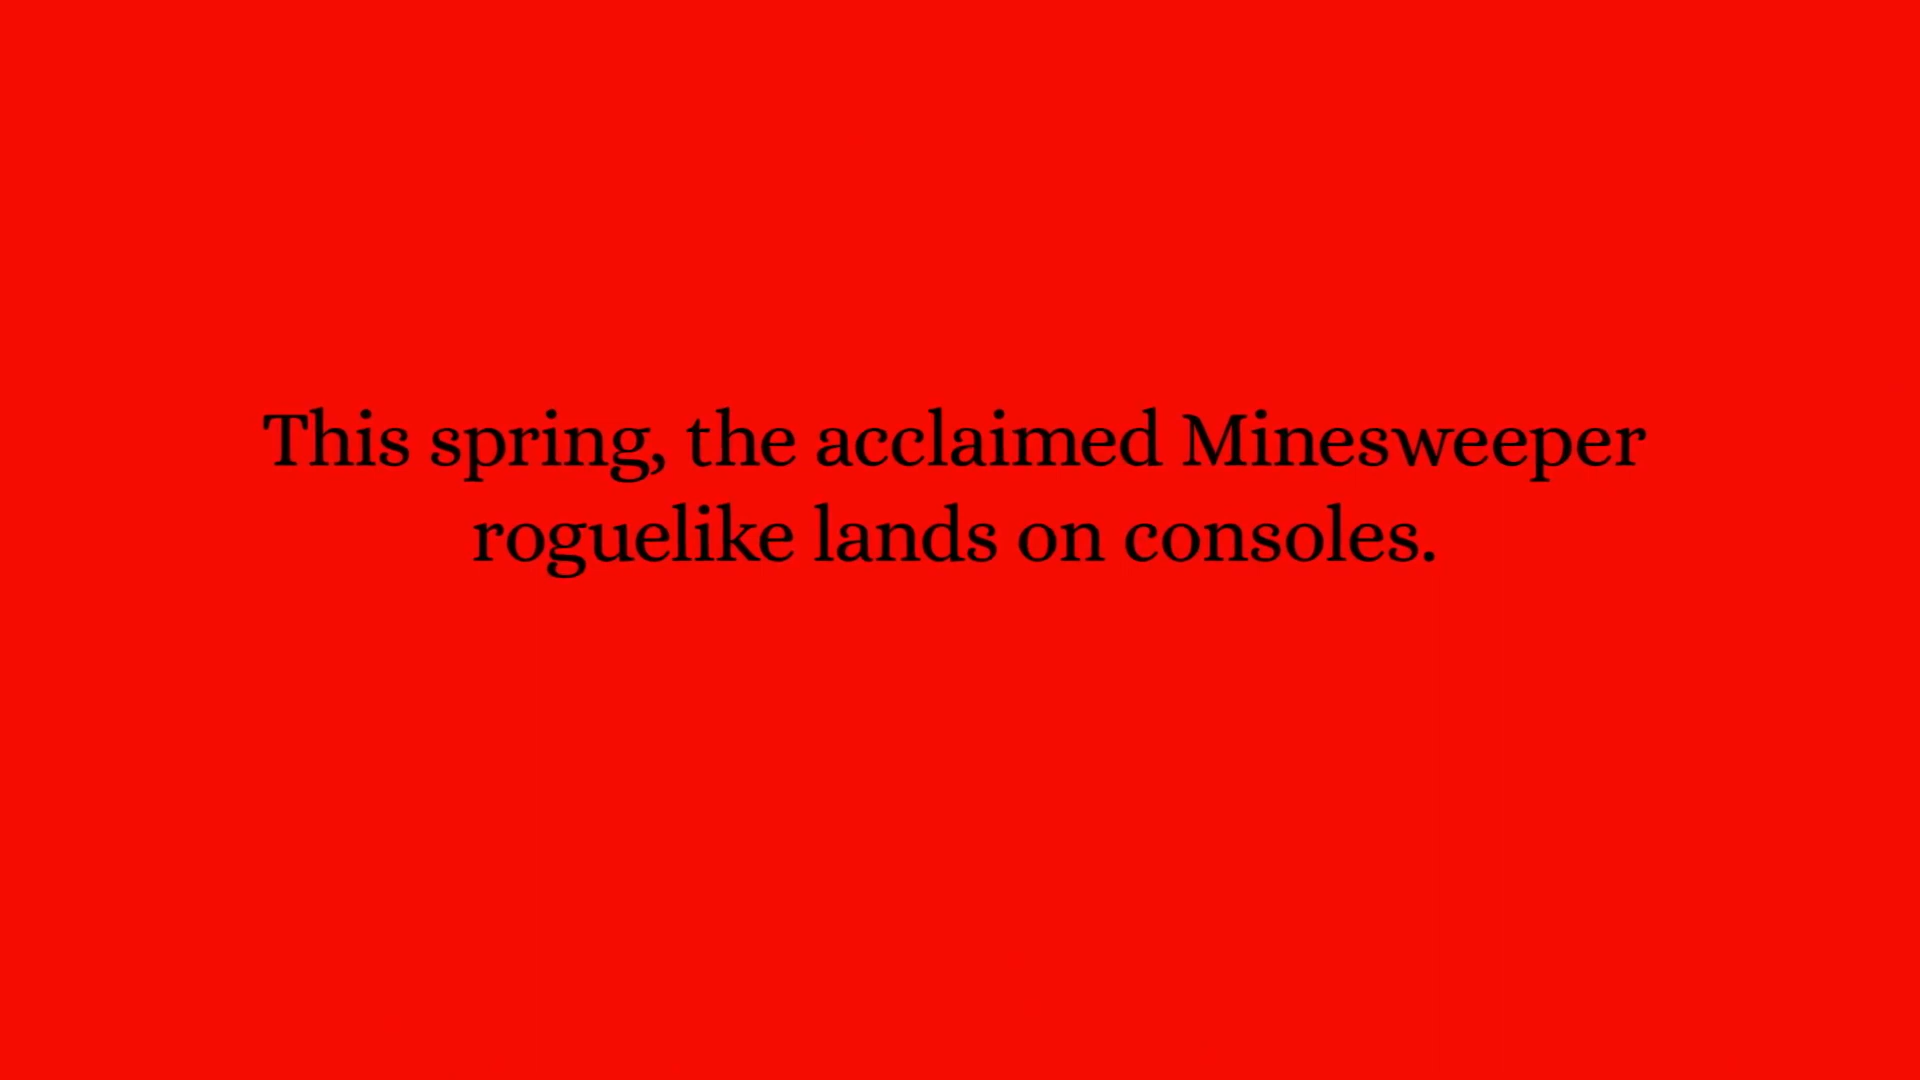 This spring, the acclaimed Minesweeper
roguelike lands on consoles.